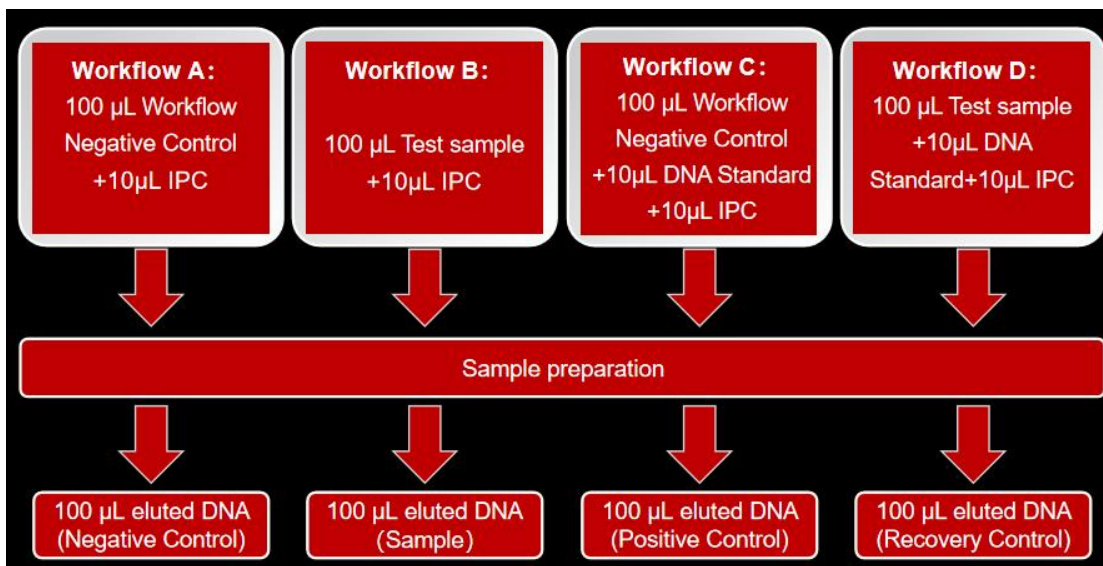 Workflow A:
100 µL Workflow
Negative Control
+10µL IPC
Workflow B:
100 µL Test sample
+10µL IPC
Workflow C:
100 µL Workflow
Negative Control
+10µL DNA Standard
+10µL IPC
Workflow D:
100 µL Test sample
+10µL DNA
Standard+10µL IPC
Sample preparation
100 µL eluted DNA
(Negative Control)
100 µL eluted DNA
(Sample)
100 µL eluted DNA
(Positive Control)
100 µL eluted DNA
(Recovery Control)